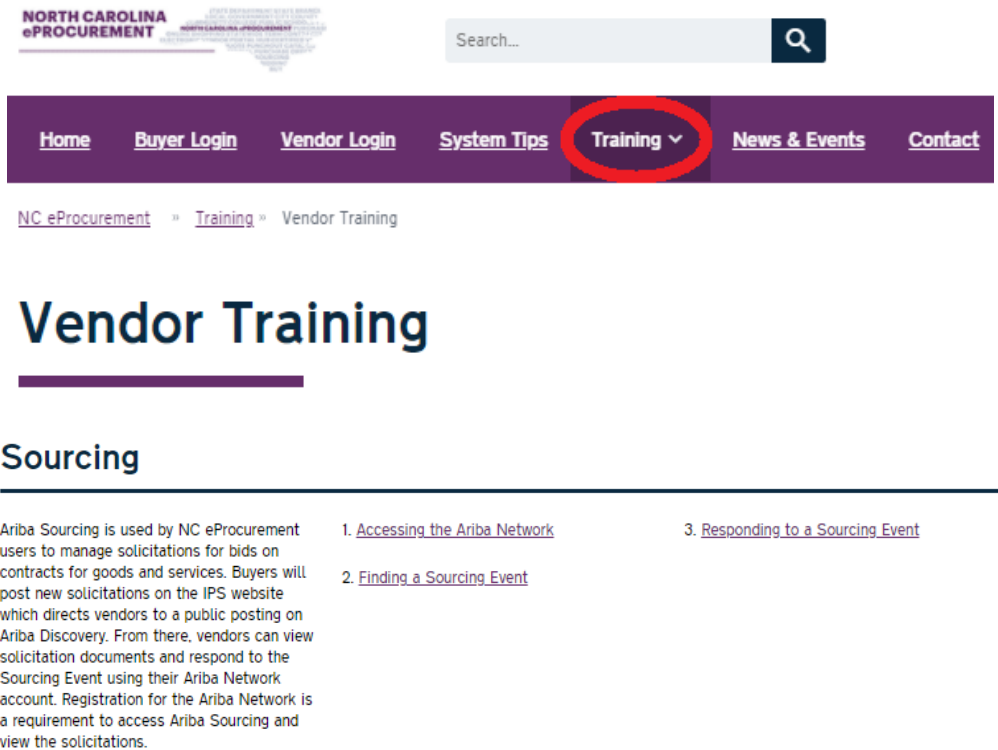 NORTH CAROLINA
ePROCUREMENT
NORTH CAROLINA ePROCUREMENT
Search...
Home Buyer Login Vendor Login System Tips Training News & Events Contact
NC eProcurement » Training » Vendor Training
Vendor Training
Sourcing
Ariba Sourcing is used by NC eProcurement
users to manage solicitations for bids on
contracts for goods and services. Buyers will
post new solicitations on the IPS website
which directs vendors to a public posting on
Ariba Discovery. From there, vendors can view
solicitation documents and respond to the
Sourcing Event using their Ariba Network
account. Registration for the Ariba Network is
a requirement to access Ariba Sourcing and
view the solicitations.
1. Accessing the Ariba Network
2. Finding a Sourcing Event
3. Responding to a Sourcing Event